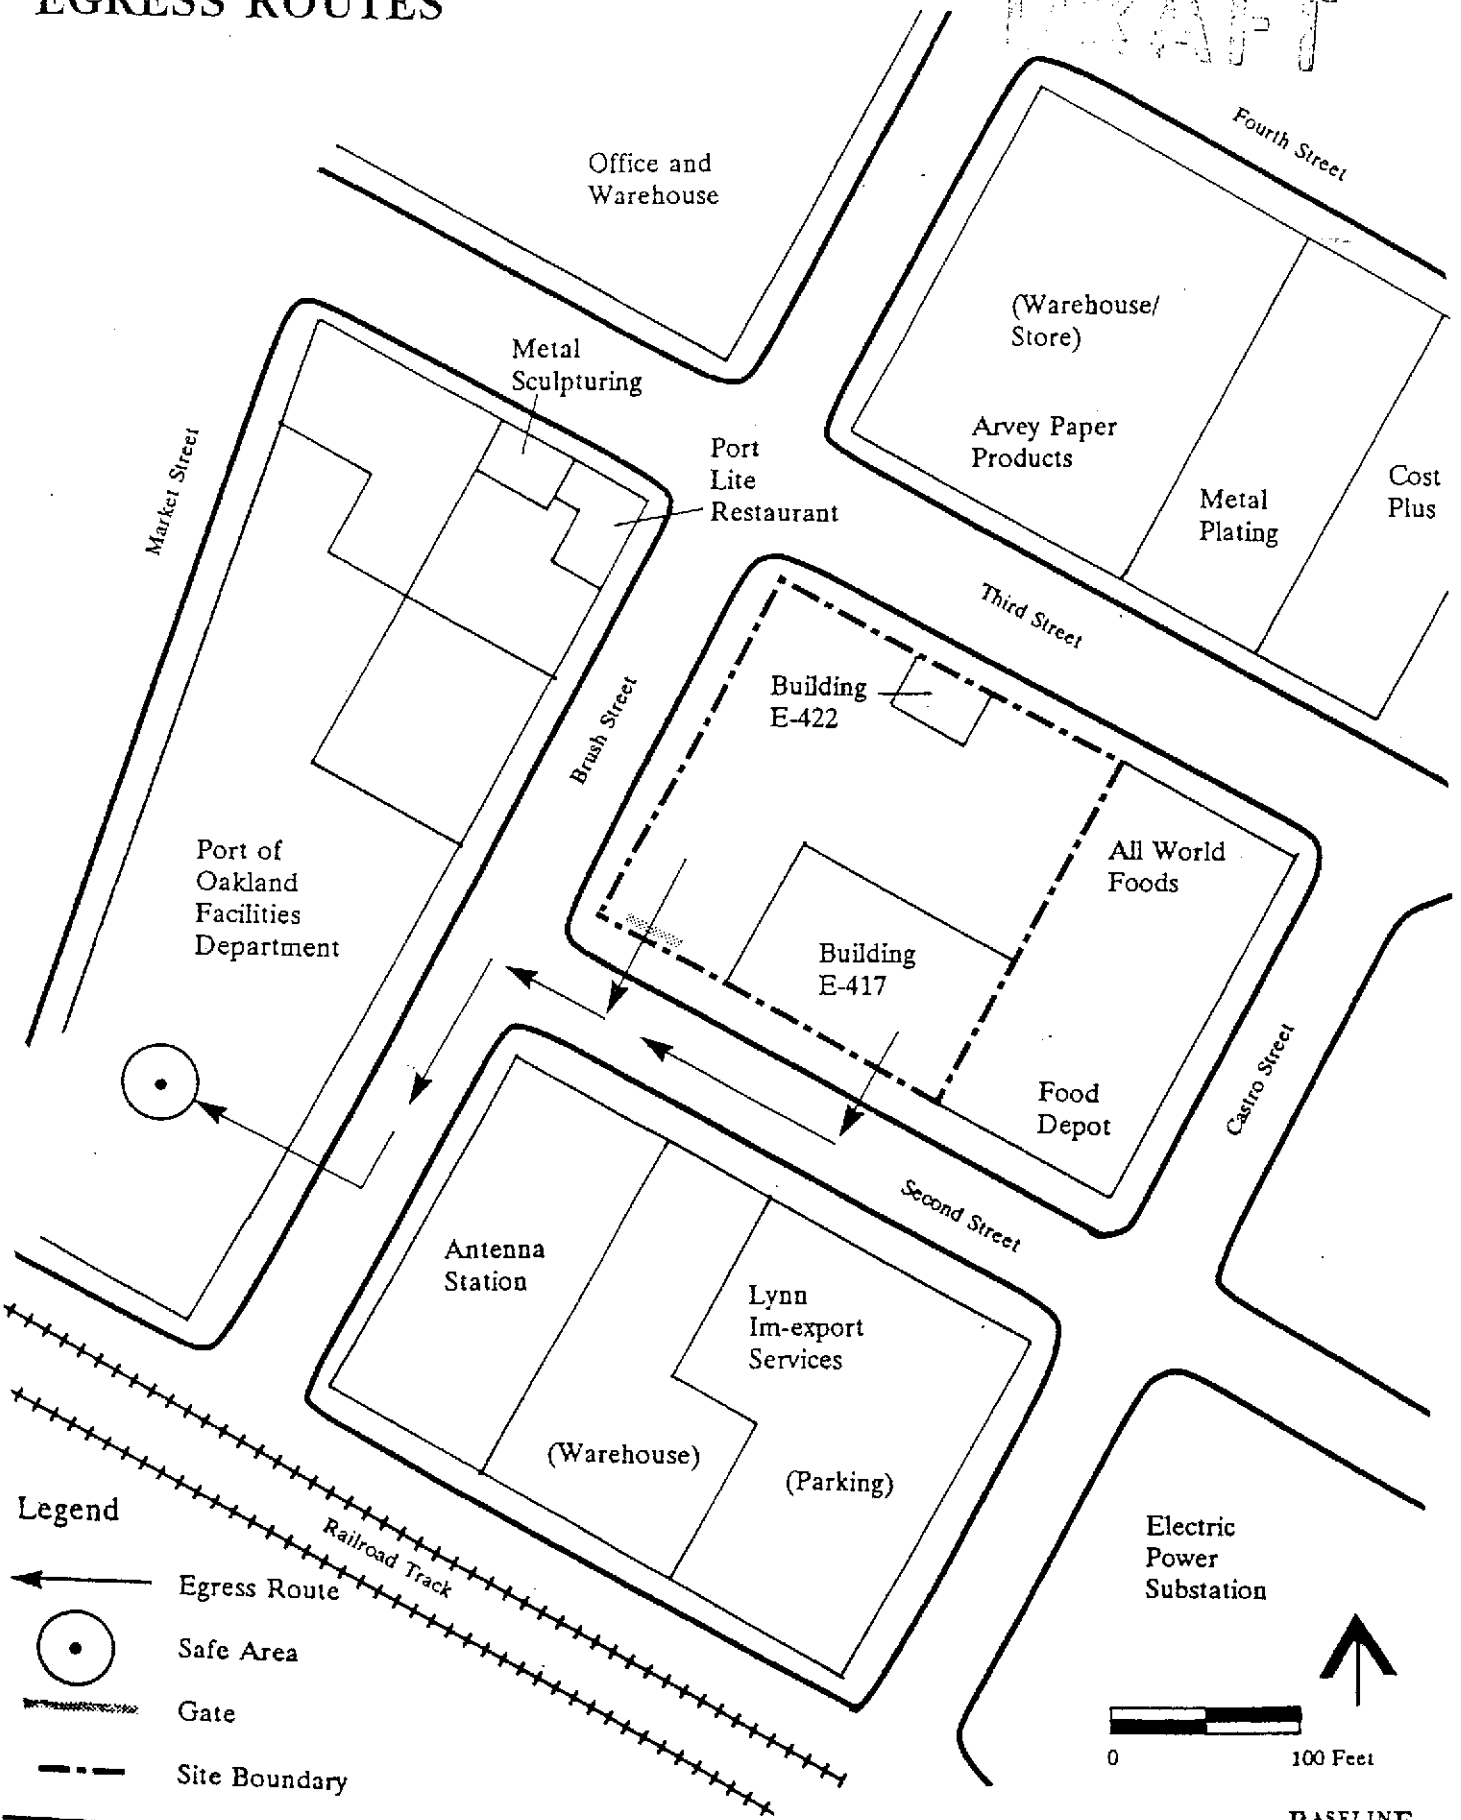 EGRESS ROUTES
DRAFT
Fourth Street
Office and
Warehouse
(Warehouse/
Store)
Metal
Sculpturing
Arvey Paper
Products
Port
Lite
Restaurant
Cost
Plus
Metal
Plating
Market Street
Third Street
Building
E-422
Brush Street
Port of
Oakland
Facilities
Department
All World
Foods
Building
E-417
Castro Street
Food
Depot
Second Street
Antenna
Station
Lynn
Im-export
Services
(Warehouse)
(Parking)
Railroad Track
Electric
Power
Substation
Legend
Egress Route
Safe Area
Gate
Site Boundary
0
100 Feet
BASELINE